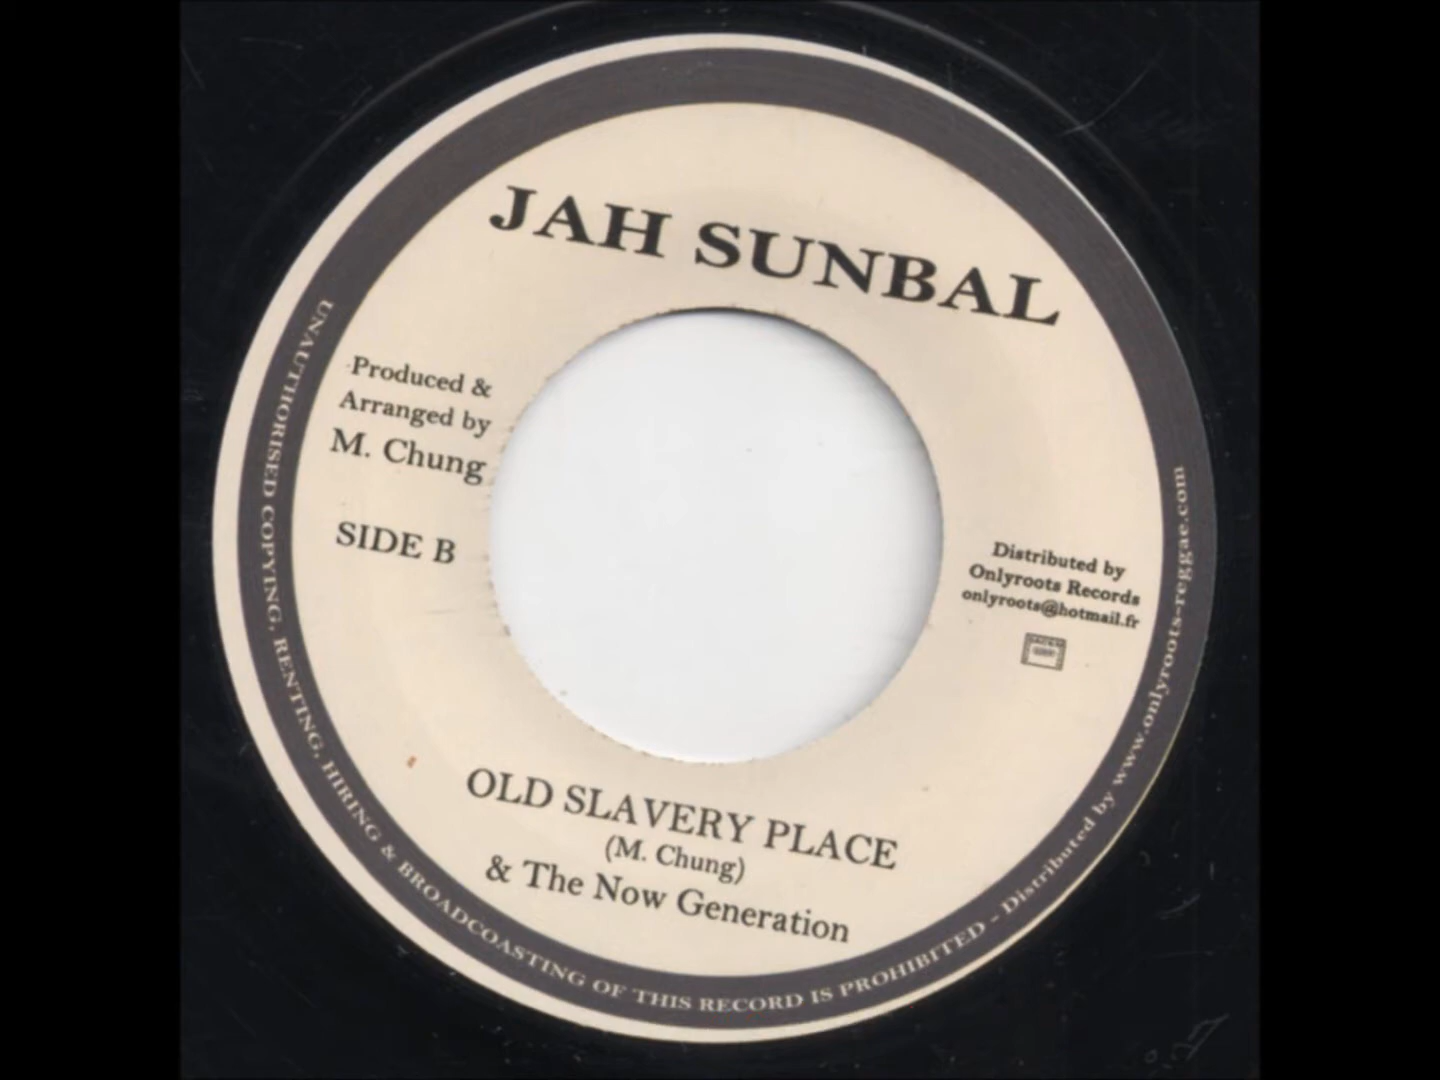 JAH SUNBAL
Produced &
Arranged by
M. Chung
SIDE B
Distributed by
Onlyroots Records
onlyroots@hotmail.fr
OLD SLAVERY PLACE
(M. Chung)
& The Now Generation
UNAUTHORISED COPYING, RENTING, HIRING & BROADCOASTING OF THIS RECORD IS PROHIBITED - Distributed by www.onlyroots-reggae.com